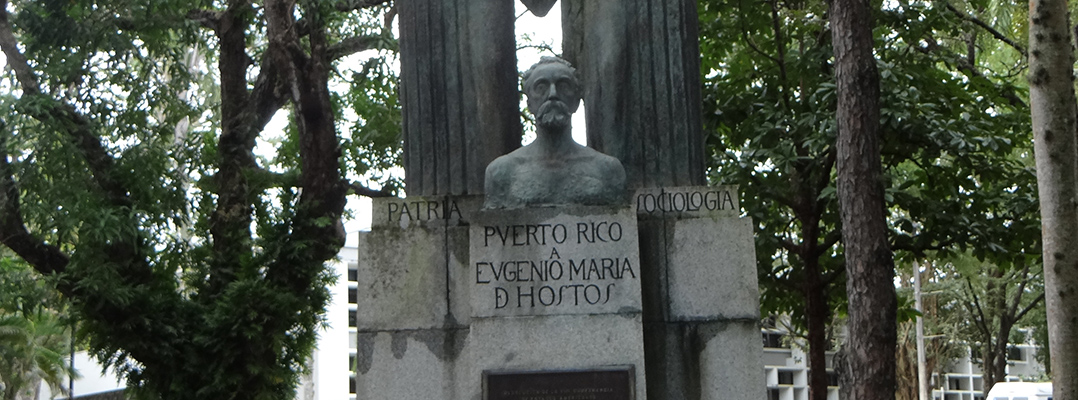 PATRIA
SOCIOLOGIA
PVERTO RICO
A
EVGENIO MARIA
D HOSTOS